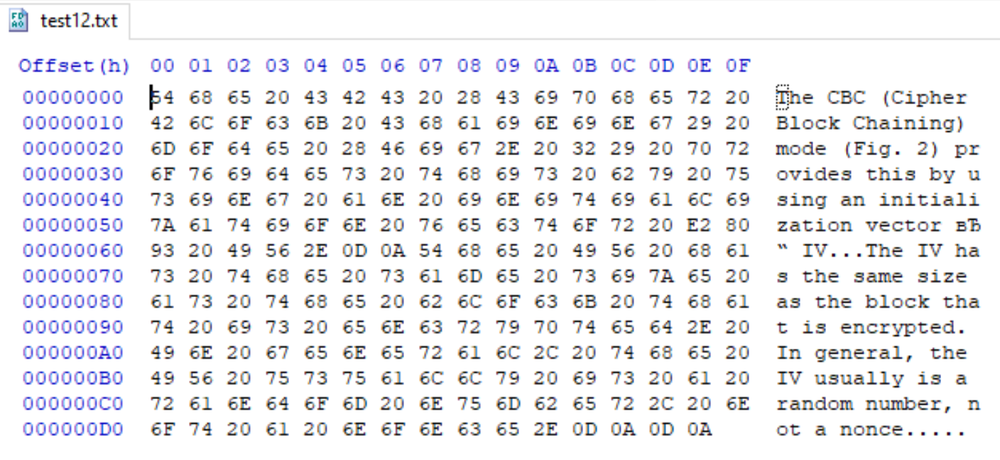 test12.txt
Offset(h) 00 01 02 03 04 05 06 07 08 09 0A 0B 0C 0D 0E 0F
00000000 54 68 65 20 43 42 43 20 28 43 69 70 68 65 72 20 The CBC (Cipher
00000010 42 6C 6F 63 6B 20 43 68 61 69 6E 69 6E 67 29 20 Block Chaining)
00000020 6D 6F 64 65 20 28 46 69 67 2E 20 32 29 20 70 72 mode (Fig. 2) pr
00000030 6F 76 69 64 65 73 20 74 68 69 73 20 62 79 20 75 ovides this by u
00000040 73 69 6E 67 20 61 6E 20 69 6E 69 74 69 61 6C 69 sing an initiali
00000050 7A 61 74 69 6F 6E 20 76 65 63 74 6F 72 20 E2 80 zation vector вЂ
00000060 93 20 49 56 2E 0D 0A 54 68 65 20 49 56 20 68 61 “ IV...The IV ha
00000070 73 20 74 68 65 20 73 61 6D 65 20 73 69 7A 65 20 s the same size
00000080 61 73 20 74 68 65 20 62 6C 6F 63 6B 20 74 68 61 as the block tha
00000090 74 20 69 73 20 65 6E 63 72 79 70 74 65 64 2E 20 t is encrypted.
000000A0 49 6E 20 67 65 6E 65 72 61 6C 2C 20 74 68 65 20 In general, the
000000B0 49 56 20 75 73 75 61 6C 6C 79 20 69 73 20 61 20 IV usually is a
000000C0 72 61 6E 64 6F 6D 20 6E 75 6D 62 65 72 2C 20 6E random number, n
000000D0 6F 74 20 61 20 6E 6F 6E 63 65 2E 0D 0A 0D 0A ot a nonce.....